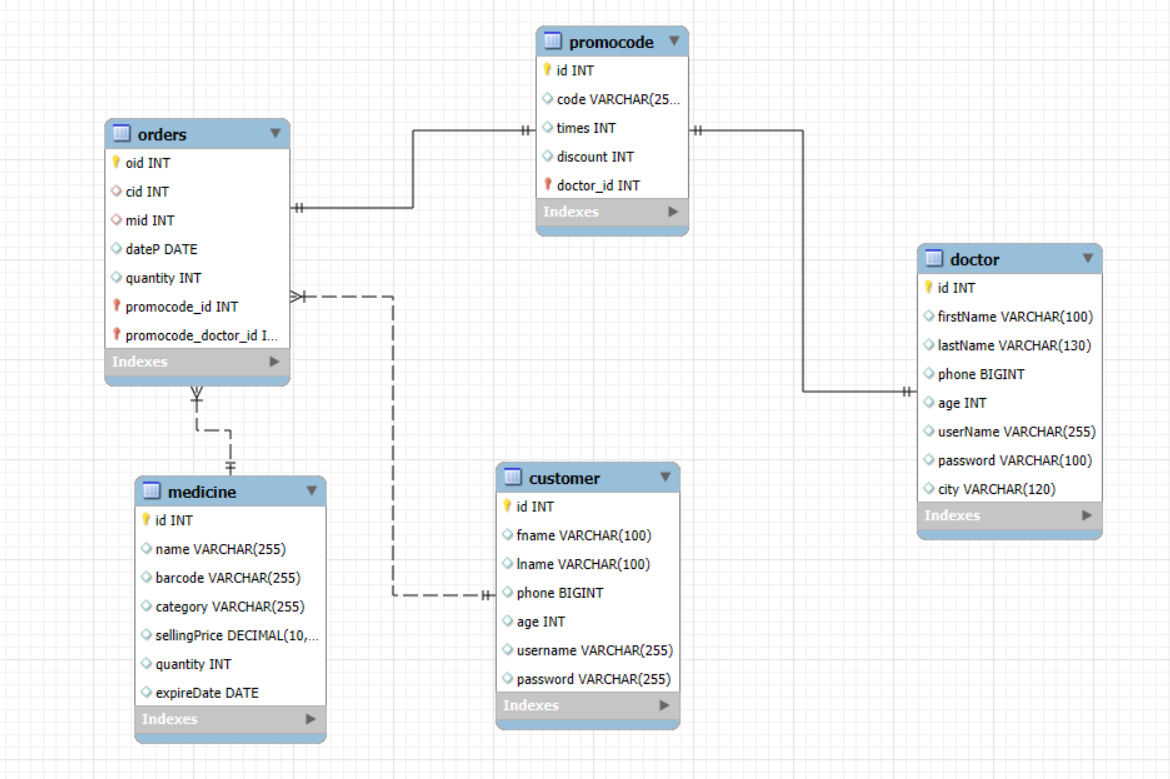 promocode
id INT
code VARCHAR(25...
times INT
discount INT
doctor_id INT
Indexes
orders
oid INT
cid INT
mid INT
dateP DATE
quantity INT
promocode_id INT
promocode_doctor_id I...
Indexes
doctor
id INT
firstName VARCHAR(100)
lastName VARCHAR(130)
phone BIGINT
age INT
userName VARCHAR(255)
password VARCHAR(100)
city VARCHAR(120)
Indexes
medicine
id INT
name VARCHAR(255)
barcode VARCHAR(255)
category VARCHAR(255)
sellingPrice DECIMAL(10,...
quantity INT
expireDate DATE
Indexes
customer
id INT
fname VARCHAR(100)
lname VARCHAR(100)
phone BIGINT
age INT
username VARCHAR(255)
password VARCHAR(255)
Indexes